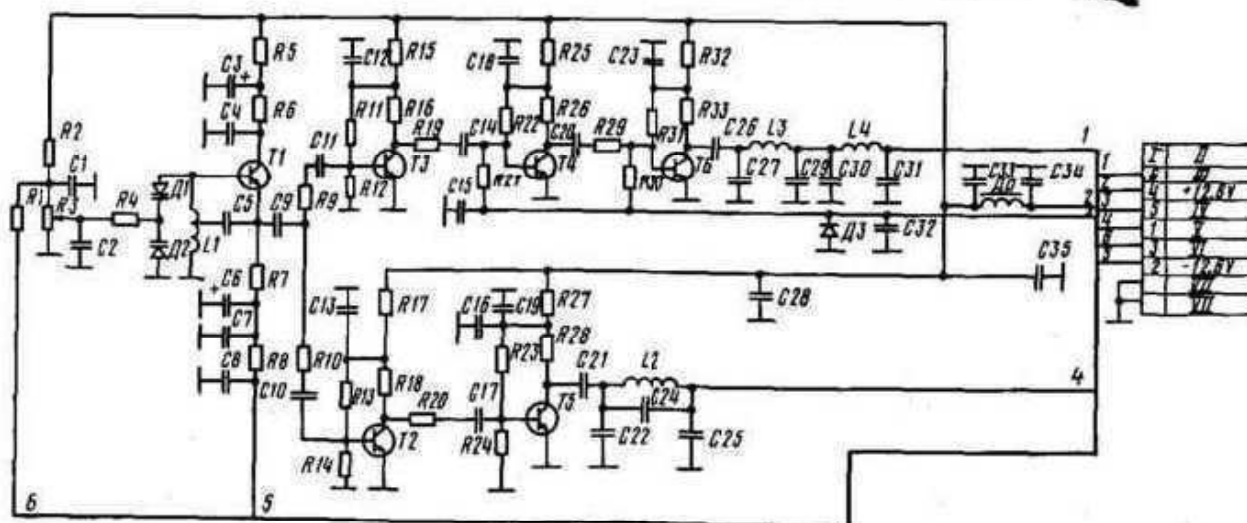 R5
R15
R25
R32
C3
+
C12
C18
C23
C4
R6
R11
R16
R22
R26
R31
R33
R2
C1
T1
C11
R19
C14
C20
R29
C26
L3
L4
1
T3
T4
T6
R1
R3
R4
Д1
Д2
L1
C5
C9
R9
R12
C15
R21
R30
C27
C29
C30
C31
C33
C34
1
2
3
4
6
5
+12,6V
-12,6V
C2
Д3
C32
C35
C6
+
R7
C7
C8
R8
C13
R17
C16
C19
R27
C28
C10
R10
R13
R18
R23
R28
C21
L2
R20
C17
T5
C24
4
R14
T2
R24
C22
C25
6
5